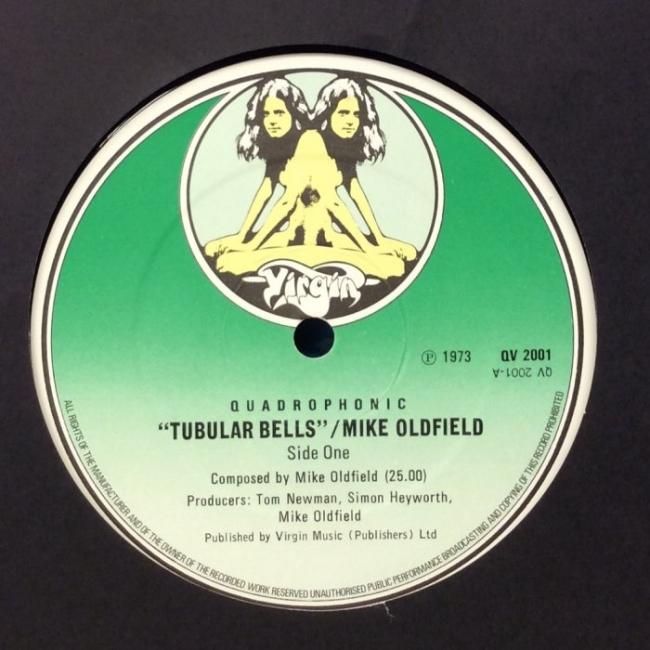 Virgin
℗ 1973 QV 2001
QV 2001-A
QUADROPHONIC
"TUBULAR BELLS"/MIKE OLDFIELD
Side One
Composed by Mike Oldfield (25.00)
Producers: Tom Newman, Simon Heyworth,
Mike Oldfield
Published by Virgin Music (Publishers) Ltd
ALL RIGHTS OF THE MANUFACTURER AND OF THE OWNER OF THE RECORDED WORK RESERVED UNAUTHORISED PUBLIC PERFORMANCE BROADCASTING AND COPYING OF THIS RECORD PROHIBITED